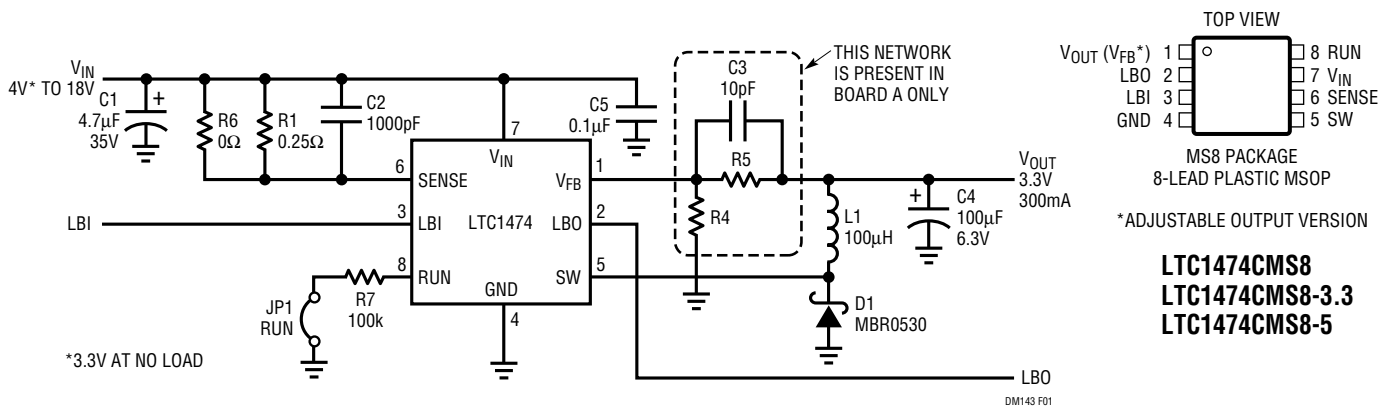 V_IN
4V* TO 18V
C1
4.7µF
35V
+
R6
0Ω
R1
0.25Ω
C2
1000pF
C5
0.1µF
7
V_IN
6
SENSE
LBI
3
LBI
LTC1474
8
RUN
R7
100k
JP1
RUN
GND
4
V_FB
1
LBO
2
SW
5
C3
10pF
R5
R4
THIS NETWORK
IS PRESENT IN
BOARD A ONLY
L1
100µH
D1
MBR0530
+
C4
100µF
6.3V
V_OUT
3.3V
300mA
LBO
*3.3V AT NO LOAD
DM143 F01
TOP VIEW
V_OUT (V_FB*) 1
LBO 2
LBI 3
GND 4
8 RUN
7 V_IN
6 SENSE
5 SW
MS8 PACKAGE
8-LEAD PLASTIC MSOP
*ADJUSTABLE OUTPUT VERSION
LTC1474CMS8
LTC1474CMS8-3.3
LTC1474CMS8-5